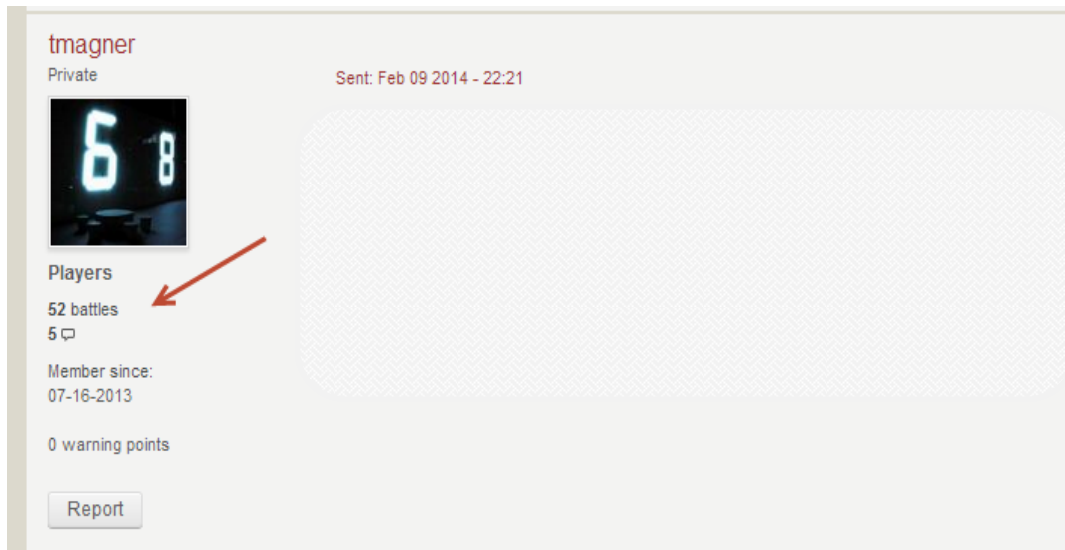 tmagner
Private
Sent: Feb 09 2014 - 22:21
6 8
Players
52 battles
5
Member since:
07-16-2013
0 warning points
Report